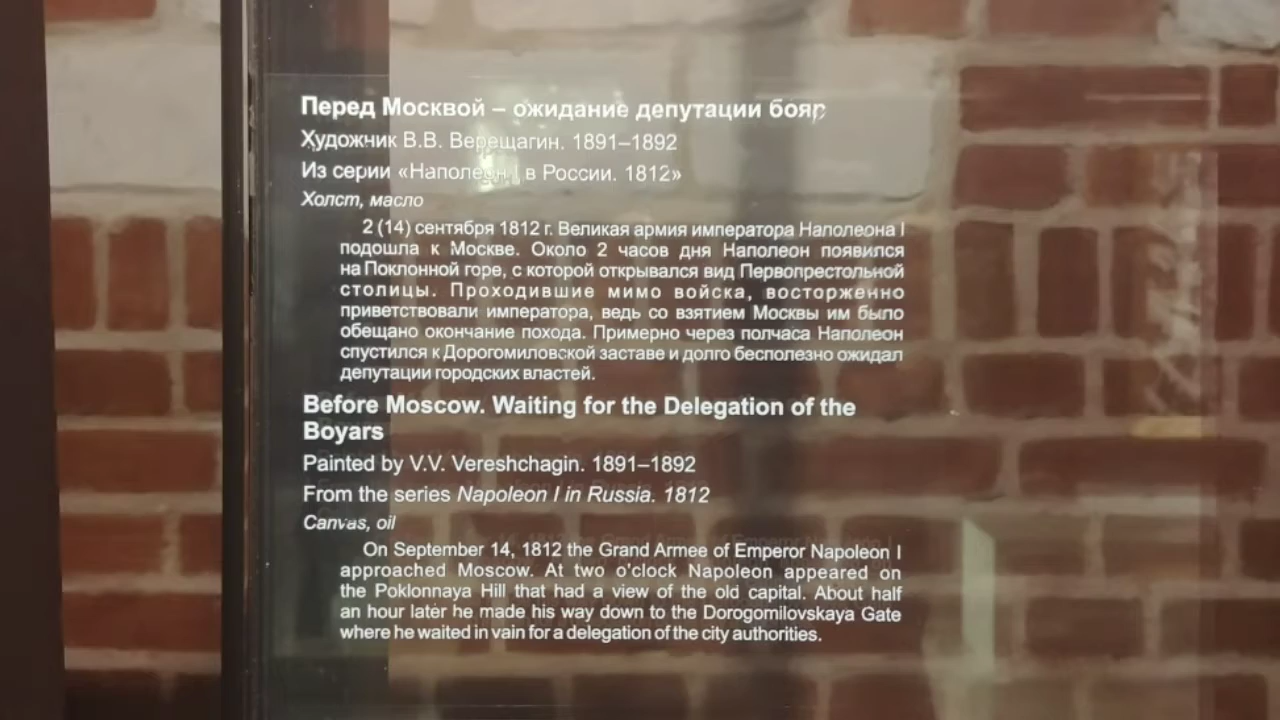 Перед Москвой – ожидание депутации бояр
Художник В.В. Верещагин. 1891–1892
Из серии «Наполеон I в России. 1812»
Холст, масло
2 (14) сентября 1812 г. Великая армия императора Наполеона I
подошла к Москве. Около 2 часов дня Наполеон появился
на Поклонной горе, с которой открывался вид Первопрестольной
столицы. Проходившие мимо войска, восторженно
приветствовали императора, ведь со взятием Москвы им было
обещано окончание похода. Примерно через полчаса Наполеон
спустился к Дорогомиловской заставе и долго бесполезно ожидал
депутации городских властей.
Before Moscow. Waiting for the Delegation of the
Boyars
Painted by V.V. Vereshchagin. 1891–1892
From the series Napoleon I in Russia. 1812
Canvas, oil
On September 14, 1812 the Grand Armee of Emperor Napoleon I
approached Moscow. At two o'clock Napoleon appeared on
the Poklonnaya Hill that had a view of the old capital. About half
an hour later he made his way down to the Dorogomilovskaya Gate
where he waited in vain for a delegation of the city authorities.